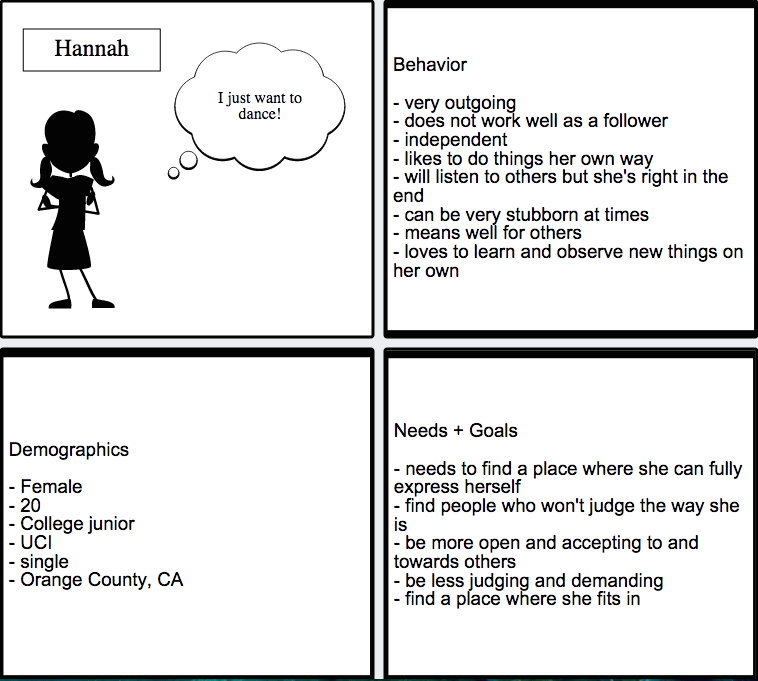 Hannah
I just want to
dance!
Behavior
- very outgoing
- does not work well as a follower
- independent
- likes to do things her own way
- will listen to others but she's right in the
end
- can be very stubborn at times
- means well for others
- loves to learn and observe new things on
her own
Demographics
- Female
- 20
- College junior
- UCI
- single
- Orange County, CA
Needs + Goals
- needs to find a place where she can fully
express herself
- find people who won't judge the way she
is
- be more open and accepting to and
towards others
- be less judging and demanding
- find a place where she fits in